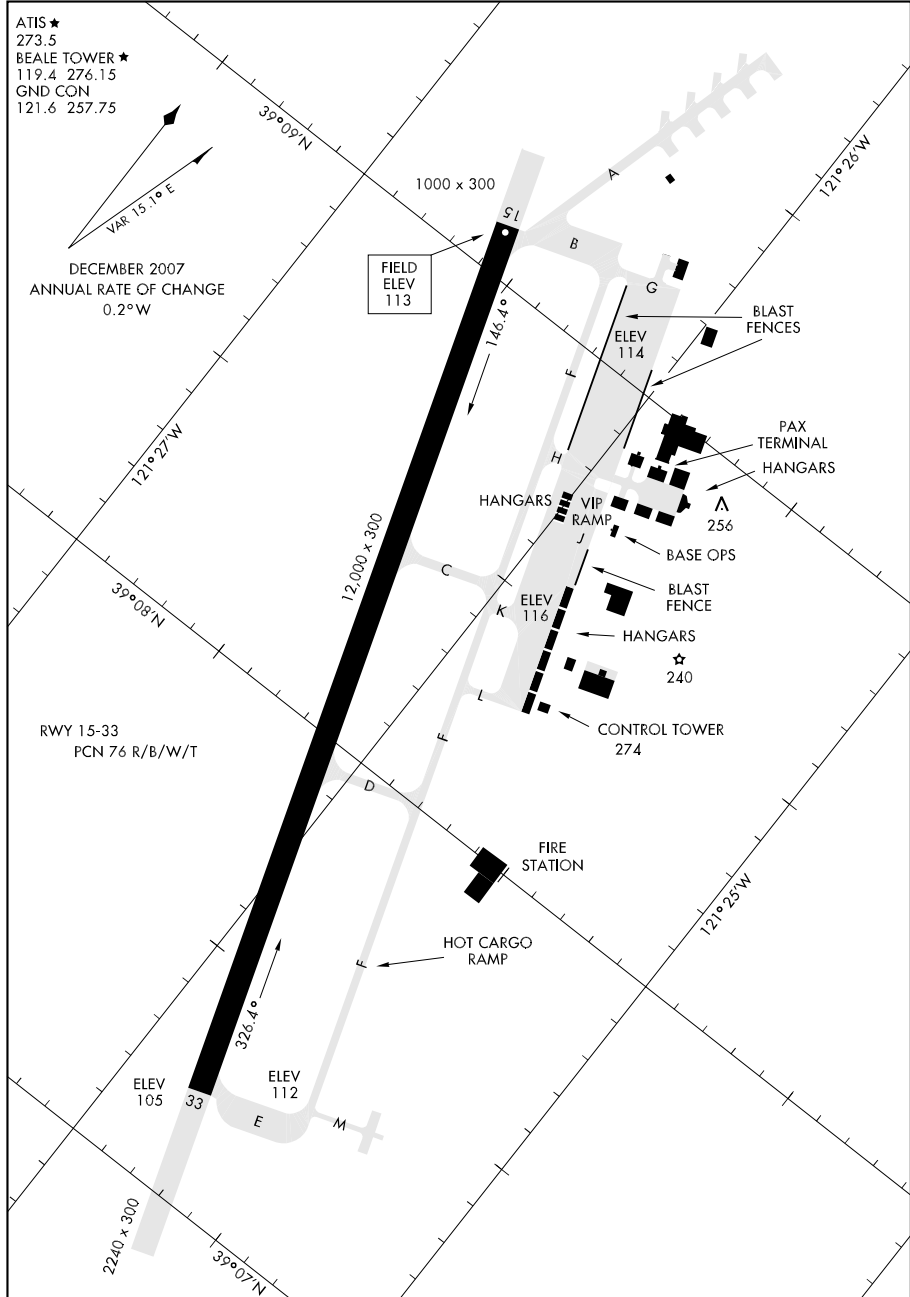 ATIS ★
273.5
BEALE TOWER ★
119.4 276.15
GND CON
121.6 257.75
39°09'N
121°26'W
VAR 15.1° E
DECEMBER 2007
ANNUAL RATE OF CHANGE
0.2°W
1000 x 300
A
15
B
FIELD
ELEV
113
G
146.4°
BLAST
FENCES
ELEV
114
F
121°27'W
PAX
TERMINAL
H
HANGARS
HANGARS
VIP
RAMP
256
J
BASE OPS
12,000 x 300
C
BLAST
FENCE
39°08'N
K
ELEV
116
HANGARS
240
L
RWY 15-33
PCN 76 R/B/W/T
F
CONTROL TOWER
274
D
FIRE
STATION
121°25'W
HOT CARGO
RAMP
F
326.4°
ELEV
105
33
ELEV
112
E
M
2240 x 300
39°07'N